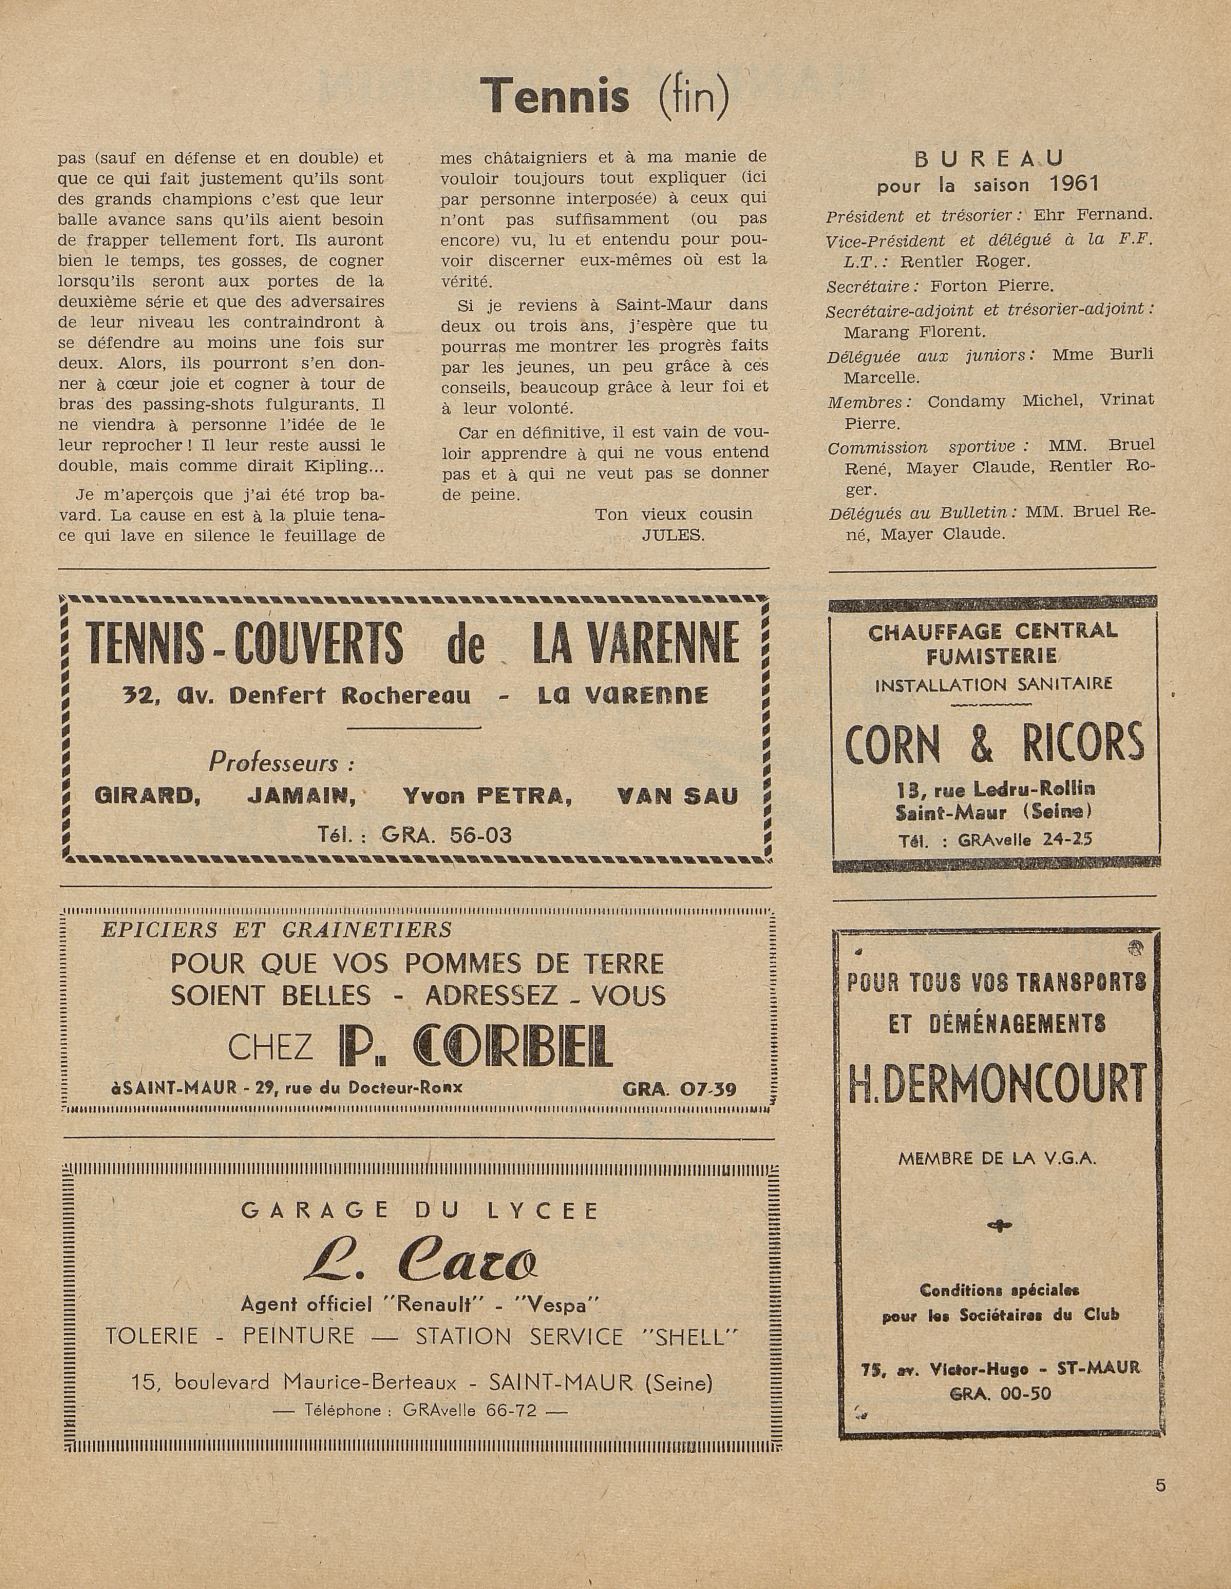 Tennis (fin)
pas (sauf en défense et en double) et
que ce qui fait justement qu'ils sont
des grands champions c'est que leur
balle avance sans qu'ils aient besoin
de frapper tellement fort. Ils auront
bien le temps, tes gosses, de cogner
lorsqu'ils seront aux portes de la
deuxième série et que des adversaires
de leur niveau les contraindront à
se défendre au moins une fois sur
deux. Alors, ils pourront s'en don-
ner à cœur joie et cogner à tour de
bras des passing-shots fulgurants. Il
ne viendra à personne l'idée de le
leur reprocher ! Il leur reste aussi le
double, mais comme dirait Kipling...
Je m'aperçois que j'ai été trop ba-
vard. La cause en est à la pluie tena-
ce qui lave en silence le feuillage de
mes châtaigniers et à ma manie de
vouloir toujours tout expliquer (ici
par personne interposée) à ceux qui
n'ont pas suffisamment (ou pas
encore) vu, lu et entendu pour pou-
voir discerner eux-mêmes où est la
vérité.
Si je reviens à Saint-Maur dans
deux ou trois ans, j'espère que tu
pourras me montrer les progrès faits
par les jeunes, un peu grâce à ces
conseils, beaucoup grâce à leur foi et
à leur volonté.
Car en définitive, il est vain de vou-
loir apprendre à qui ne vous entend
pas et à qui ne veut pas se donner
de peine.
Ton vieux cousin
JULES.
BUREAU
pour la saison 1961
Président et trésorier : Ehr Fernand.
Vice-Président et délégué à la F.F.
L.T. : Rentler Roger.
Secrétaire : Forton Pierre.
Secrétaire-adjoint et trésorier-adjoint :
Marang Florent.
Déléguée aux juniors : Mme Burli
Marcelle.
Membres : Condamy Michel, Vrinat
Pierre.
Commission sportive : MM. Bruel
René, Mayer Claude, Rentler Ro-
ger.
Délégués au Bulletin : MM. Bruel Re-
né, Mayer Claude.
TENNIS - COUVERTS de LA VARENNE
32, av. Denfert Rochereau - LA VARENNE
Professeurs :
GIRARD, JAMAIN, Yvon PETRA, VAN SAU
Tél. : GRA. 56-03
EPICIERS ET GRAINETIERS
POUR QUE VOS POMMES DE TERRE
SOIENT BELLES - ADRESSEZ - VOUS
CHEZ P. CORBEL
à SAINT-MAUR - 29, rue du Docteur-Roux GRA. 07-39
GARAGE DU LYCEE
L. Caro
Agent officiel "Renault" - "Vespa"
TOLERIE - PEINTURE — STATION SERVICE "SHELL"
15, boulevard Maurice-Berteaux - SAINT-MAUR (Seine)
— Téléphone : GRAvelle 66-72 —
CHAUFFAGE CENTRAL
FUMISTERIE
INSTALLATION SANITAIRE
CORN & RICORS
13, rue Ledru-Rollin
Saint-Maur (Seine)
Tél. : GRAvelle 24-25
POUR TOUS VOS TRANSPORTS
ET DÉMÉNAGEMENTS
H. DERMONCOURT
MEMBRE DE LA V.G.A.
Conditions spéciales
pour les Sociétaires du Club
75, av. Victor-Hugo - ST-MAUR
GRA. 00-50
5